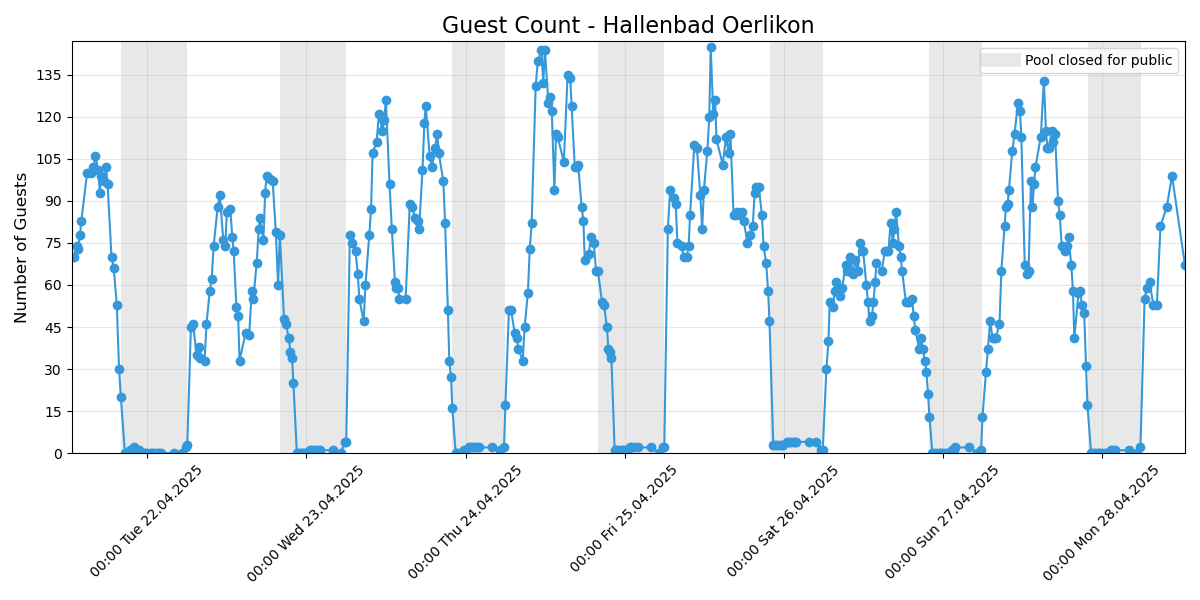 Guest Count - Hallenbad Oerlikon
Pool closed for public
Number of Guests
135
120
105
90
75
60
45
30
15
0
00:00 Tue 22.04.2025
00:00 Wed 23.04.2025
00:00 Thu 24.04.2025
00:00 Fri 25.04.2025
00:00 Sat 26.04.2025
00:00 Sun 27.04.2025
00:00 Mon 28.04.2025